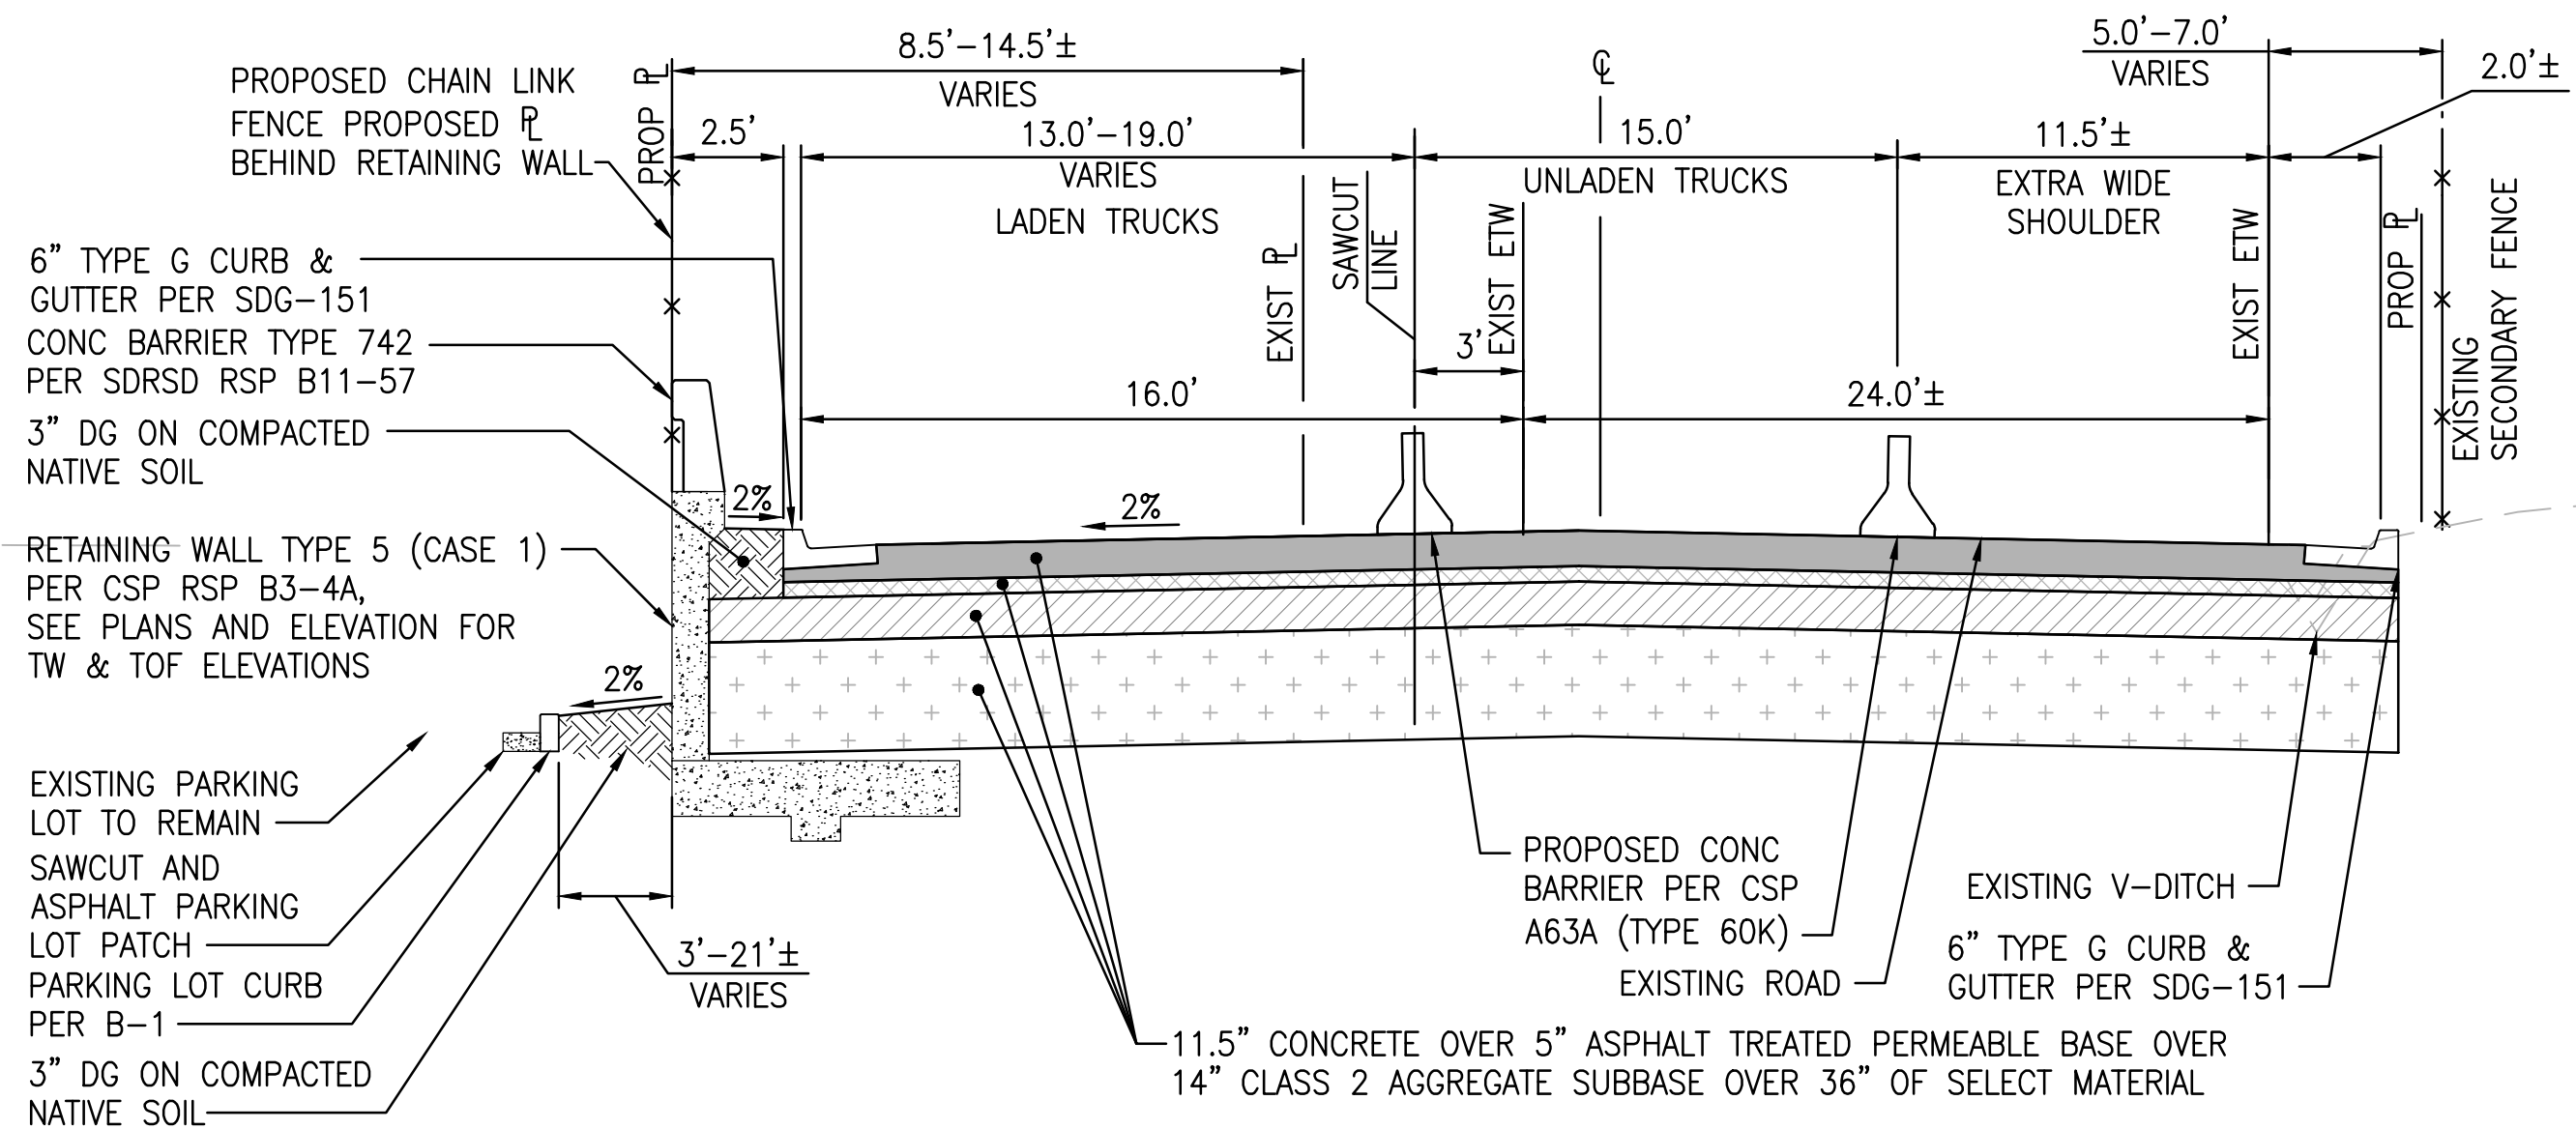 PROPOSED CHAIN LINK
FENCE PROPOSED PL
BEHIND RETAINING WALL
PROP PL
8.5'-14.5'±
VARIES
2.5'
13.0'-19.0'
VARIES
LADEN TRUCKS
EXIST PL
SAWCUT
LINE
EXIST ETW
3'
CL
15.0'
UNLADEN TRUCKS
11.5'±
EXTRA WIDE
SHOULDER
5.0'-7.0'
VARIES
2.0'±
EXIST ETW
PROP PL
EXISTING
SECONDARY FENCE
16.0'
24.0'±
6" TYPE G CURB &
GUTTER PER SDG-151
CONC BARRIER TYPE 742
PER SDRSD RSP B11-57
3" DG ON COMPACTED
NATIVE SOIL
2%
2%
RETAINING WALL TYPE 5 (CASE 1)
PER CSP RSP B3-4A,
SEE PLANS AND ELEVATION FOR
TW & TOF ELEVATIONS
2%
EXISTING PARKING
LOT TO REMAIN
SAWCUT AND
ASPHALT PARKING
LOT PATCH
PARKING LOT CURB
PER B-1
3" DG ON COMPACTED
NATIVE SOIL
3'-21'±
VARIES
PROPOSED CONC
BARRIER PER CSP
A63A (TYPE 60K)
EXISTING ROAD
EXISTING V-DITCH
6" TYPE G CURB &
GUTTER PER SDG-151
11.5" CONCRETE OVER 5" ASPHALT TREATED PERMEABLE BASE OVER
14" CLASS 2 AGGREGATE SUBBASE OVER 36" OF SELECT MATERIAL